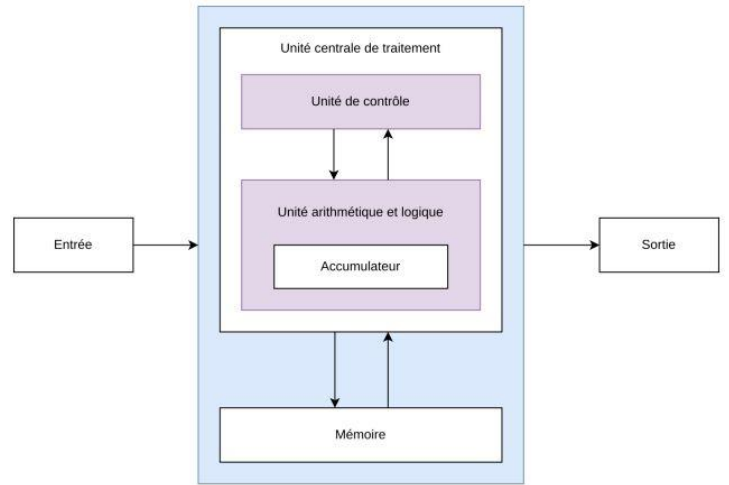 Unité centrale de traitement
Unité de contrôle
Unité arithmétique et logique
Entrée
Accumulateur
Sortie
Mémoire